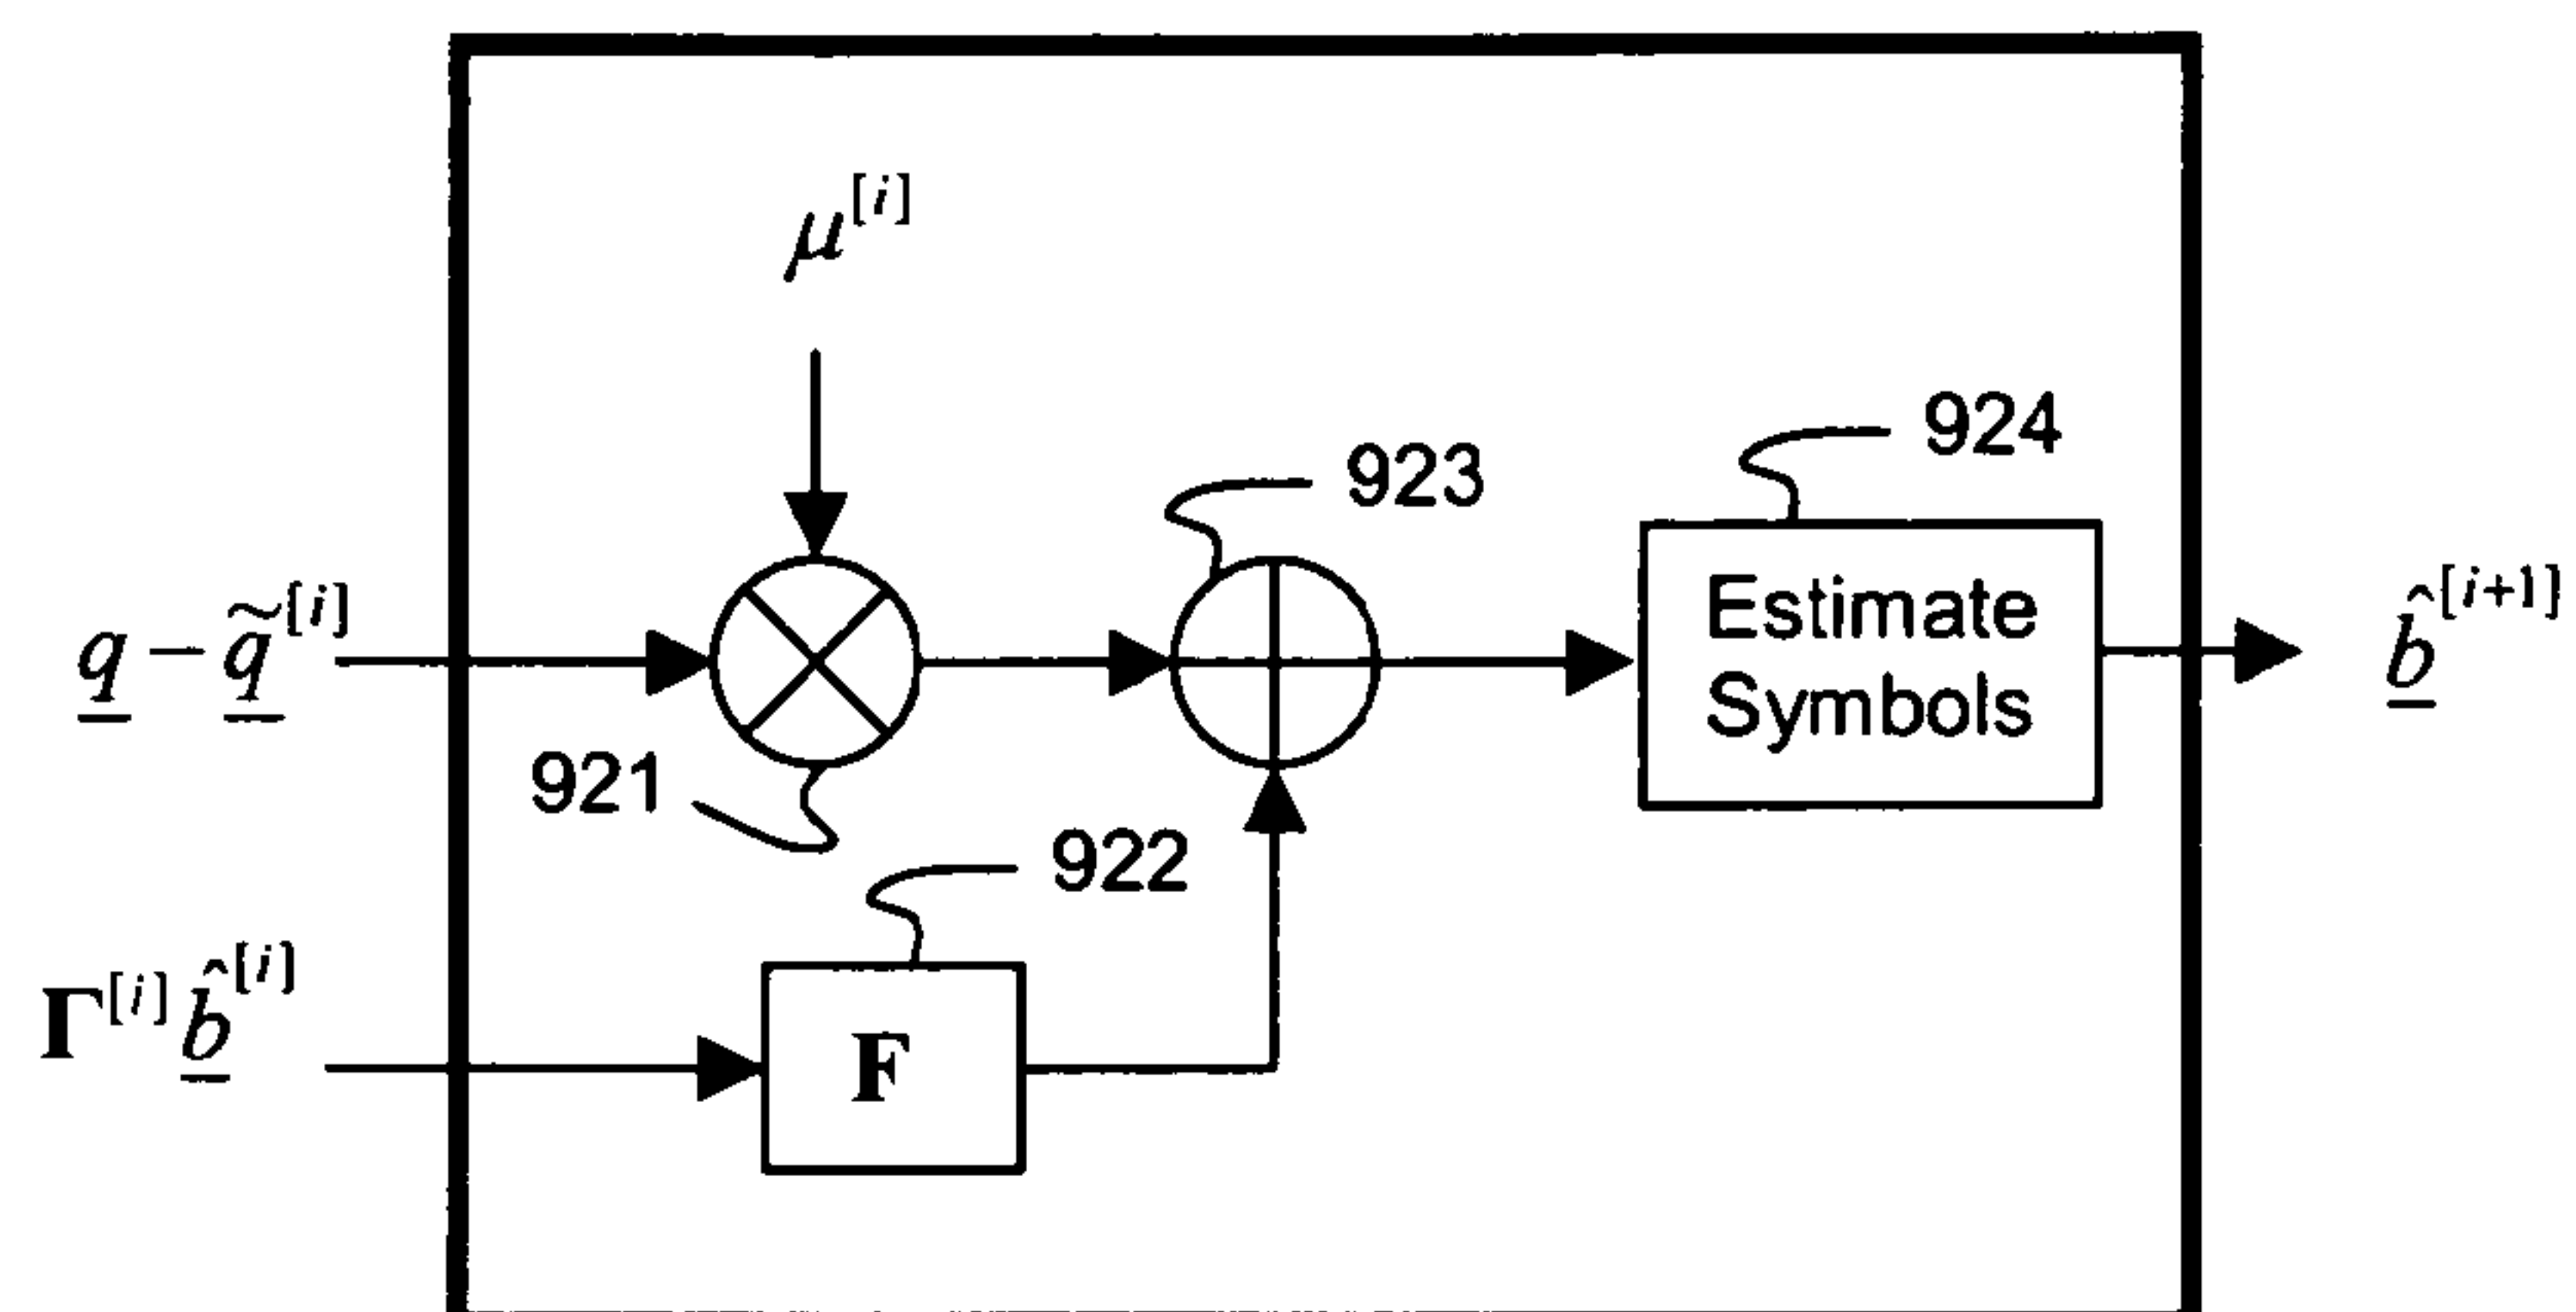 μ^[i]
924
923
q − q̃^[i]
Estimate
Symbols
b̂^[i+1]
921
922
Γ^[i] b̂^[i]
F